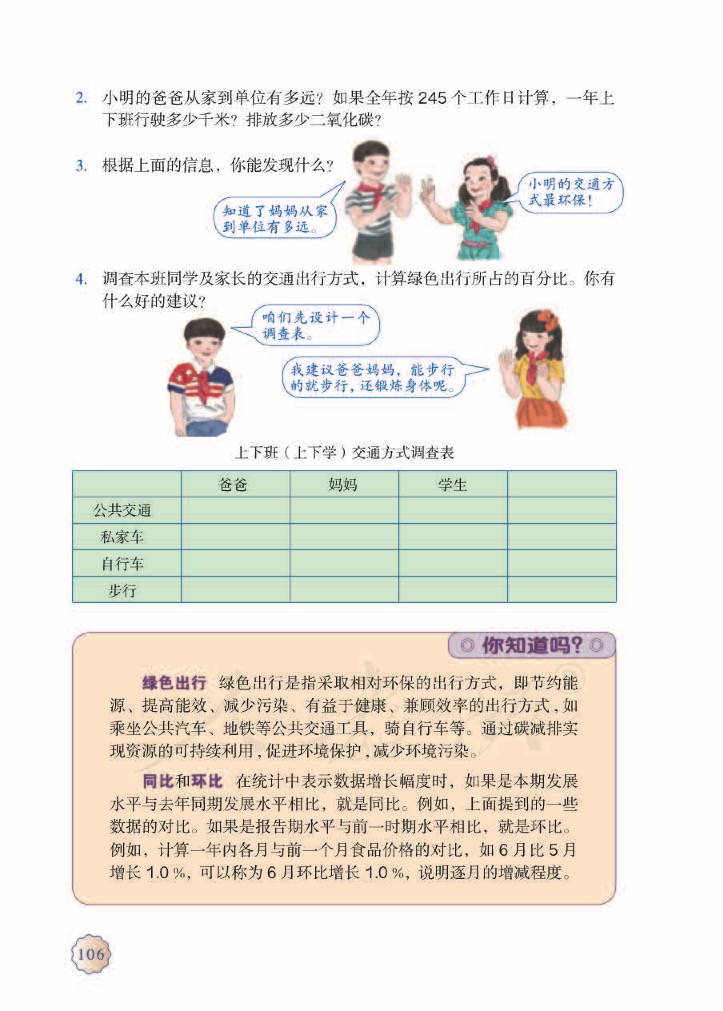 2. 小明的爸爸从家到单位有多远？如果全年按 245 个工作日计算，一年上
下班行驶多少千米？排放多少二氧化碳？
3. 根据上面的信息，你能发现什么？
知道了妈妈从家
到单位有多远。
小明的交通方
式最环保！
4. 调查本班同学及家长的交通出行方式，计算绿色出行所占的百分比。你有
什么好的建议？
咱们先设计一个
调查表。
我建议爸爸妈妈，能步行
的就步行，还锻炼身体呢。
上下班（上下学）交通方式调查表
爸爸 妈妈 学生
公共交通
私家车
自行车
步行
你知道吗？
绿色出行 绿色出行是指采取相对环保的出行方式，即节约能
源、提高能效、减少污染、有益于健康、兼顾效率的出行方式，如
乘坐公共汽车、地铁等公共交通工具，骑自行车等。通过碳减排实
现资源的可持续利用，促进环境保护，减少环境污染。
同比和环比 在统计中表示数据增长幅度时，如果是本期发展
水平与去年同期发展水平相比，就是同比。例如，上面提到的一些
数据的对比。如果是报告期水平与前一时期水平相比，就是环比。
例如，计算一年内各月与前一个月食品价格的对比，如 6 月比 5 月
增长 1.0 %，可以称为 6 月环比增长 1.0 %，说明逐月的增减程度。
106